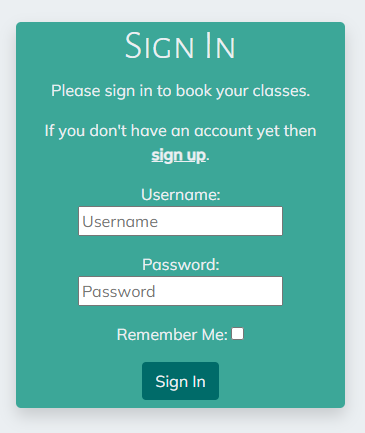 Sign In
Please sign in to book your classes.
If you don't have an account yet then
sign up.
Username:
Username
Password:
Password
Remember Me:
Sign In